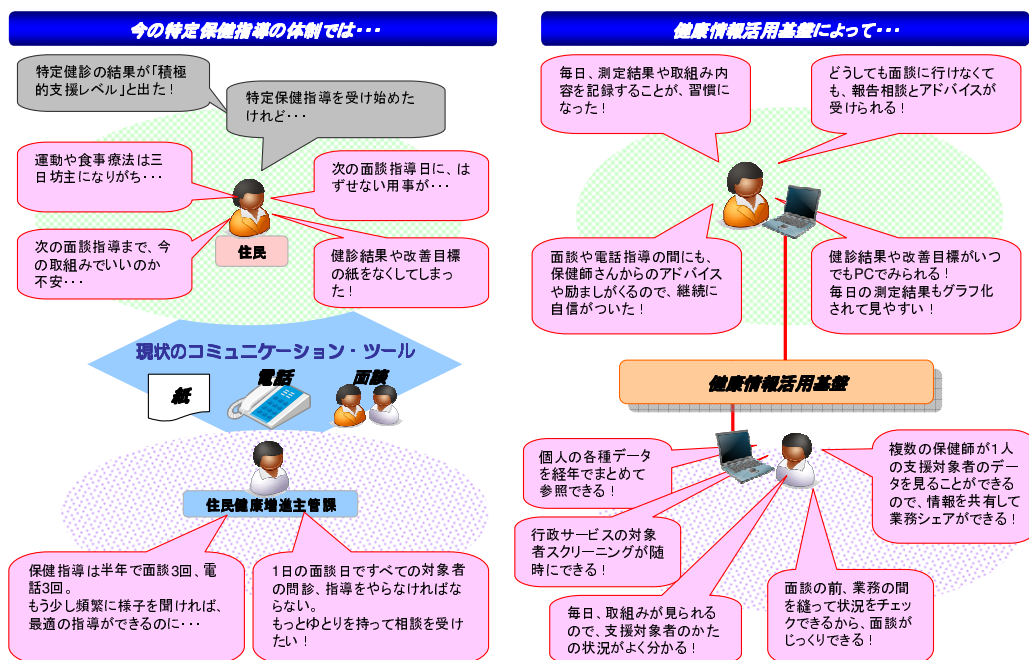 今の特定保健指導の体制では･･･
特定健診の結果が「積極
的支援レベル」と出た！
特定保健指導を受け始めた
けれど･･･
運動や食事療法は三
日坊主になりがち･･･
次の面談指導日に、は
ずせない用事が･･･
住民
次の面談指導まで、今
の取組みでいいのか
不安･･･
健診結果や改善目標
の紙をなくしてしまっ
た！
現状のコミュニケーション・ツール
紙
電話
面談
住民健康増進主管課
保健指導は半年で面談3回、電
話3回。
もう少し頻繁に様子を聞ければ、
最適の指導ができるのに･･･
１日の面談日ですべての対象者
の問診、指導をやらなければな
らない。
もっとゆとりを持って相談を受け
たい！
健康情報活用基盤によって･･･
毎日、測定結果や取組み内
容を記録することが、習慣に
なった！
どうしても面談に行けなくて
も、報告相談とアドバイスが
受けられる！
面談や電話指導の間にも、
保健師さんからのアドバイス
や励ましがくるので、継続に
自信がついた！
健診結果や改善目標がいつ
でもPCでみられる！
毎日の測定結果もグラフ化
されて見やすい！
健康情報活用基盤
個人の各種データ
を経年でまとめて
参照できる！
複数の保健師が１人
の支援対象者のデー
タを見ることができる
ので、情報を共有して
業務シェアができる！
行政サービスの対象
者スクリーニングが随
時にできる！
毎日、取組みが見られる
ので、支援対象者のかた
の状況がよく分かる！
面談の前、業務の間
を縫って状況をチェッ
クできるから、面談が
じっくりできる！